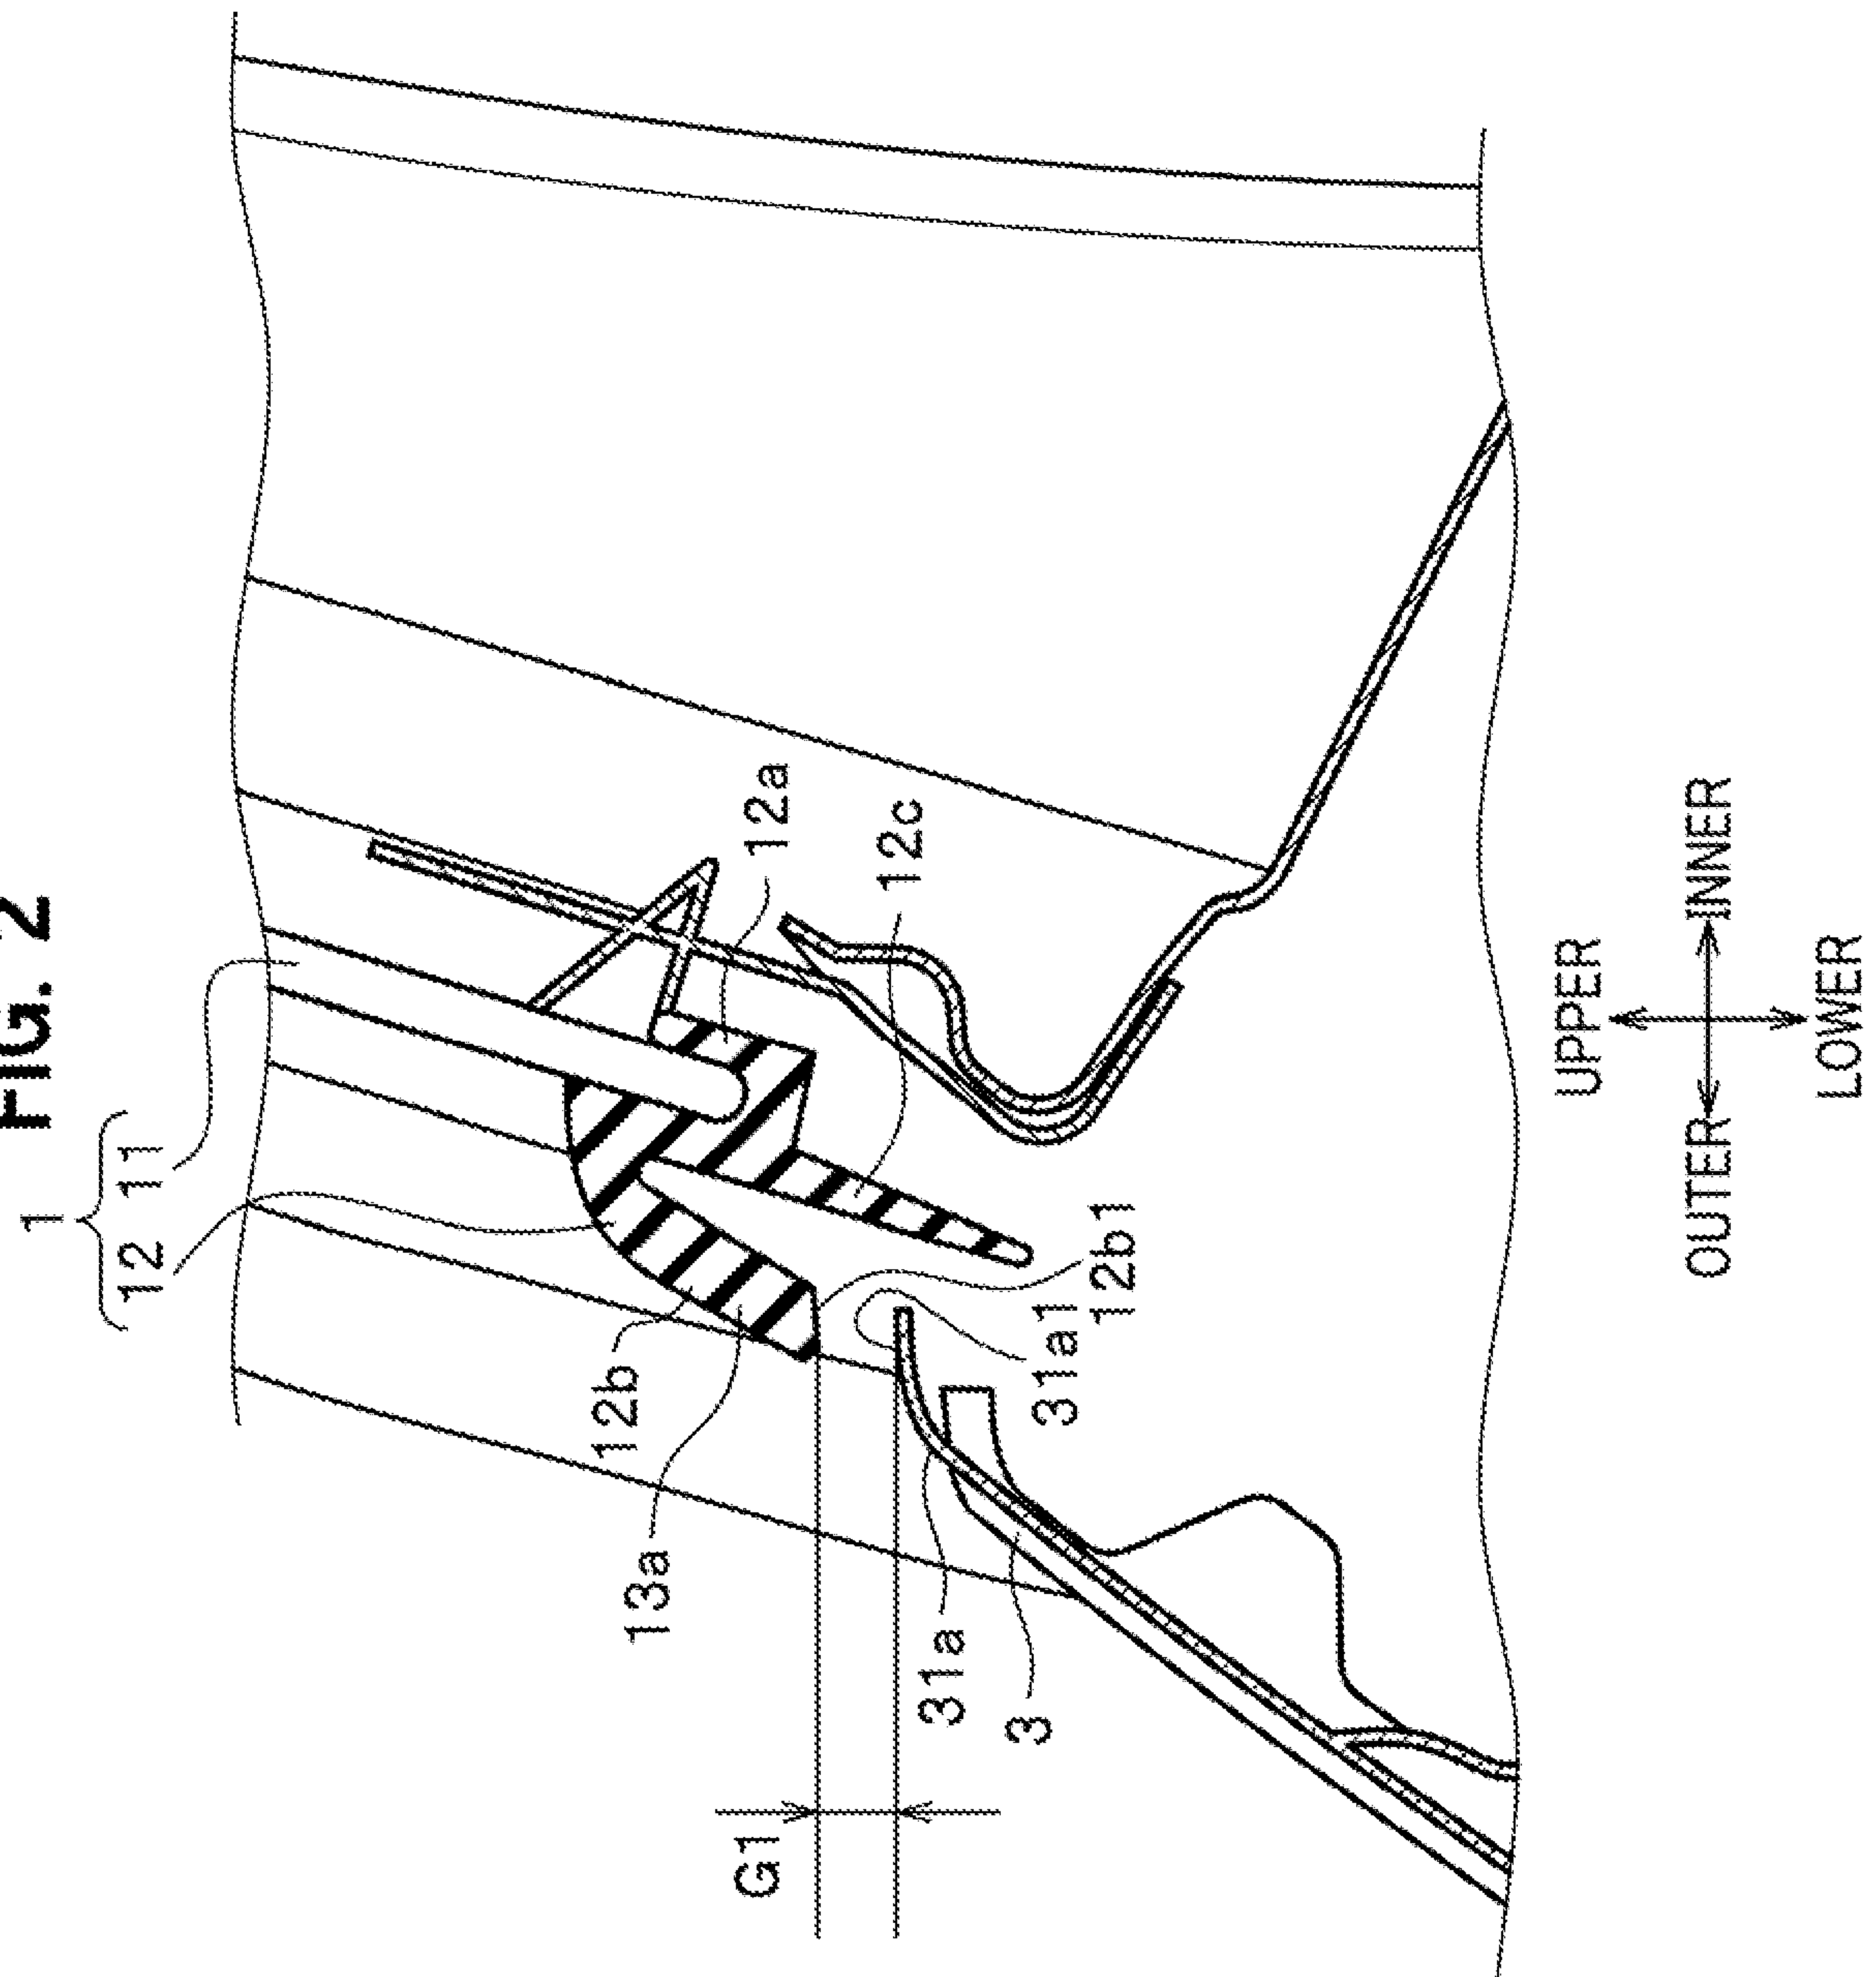 FIG. 2
1
12 11
12a
12c
12b
13a
12b1
31a1
31a
3
G1
UPPER
OUTER INNER
LOWER